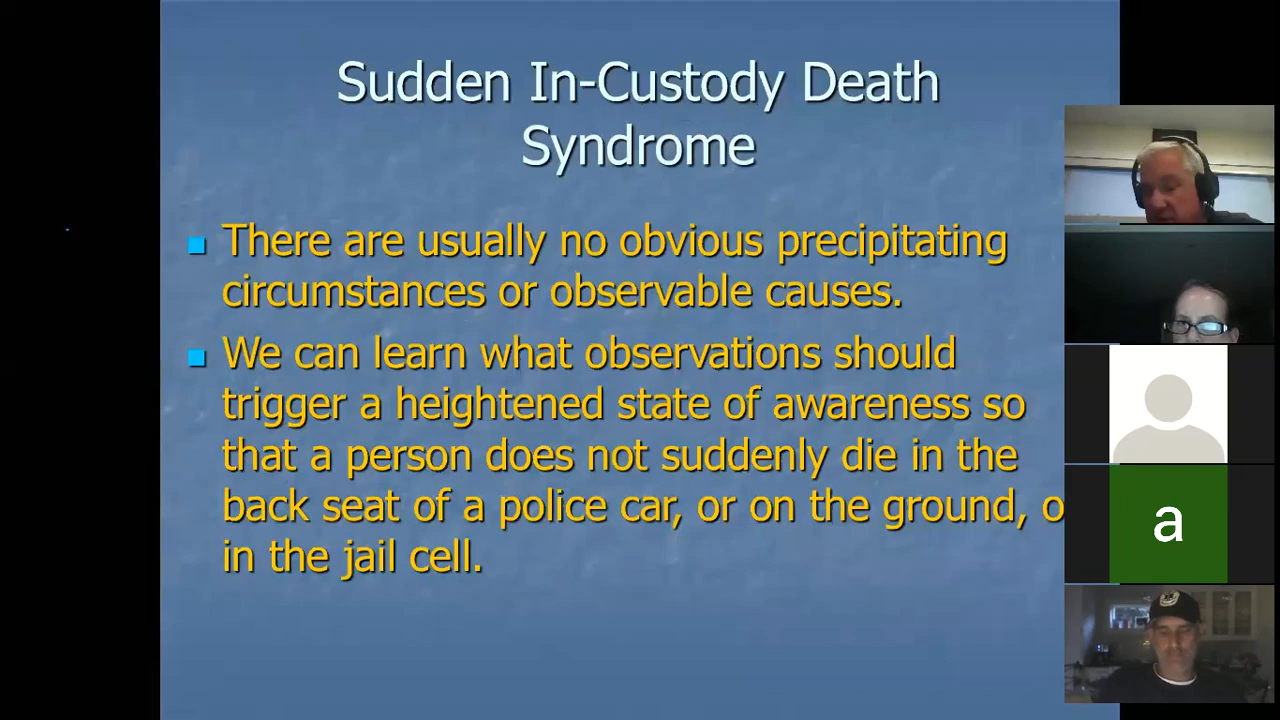 Sudden In-Custody Death
Syndrome
There are usually no obvious precipitating
circumstances or observable causes.
We can learn what observations should
trigger a heightened state of awareness so
that a person does not suddenly die in the
back seat of a police car, or on the ground, o
in the jail cell.
a